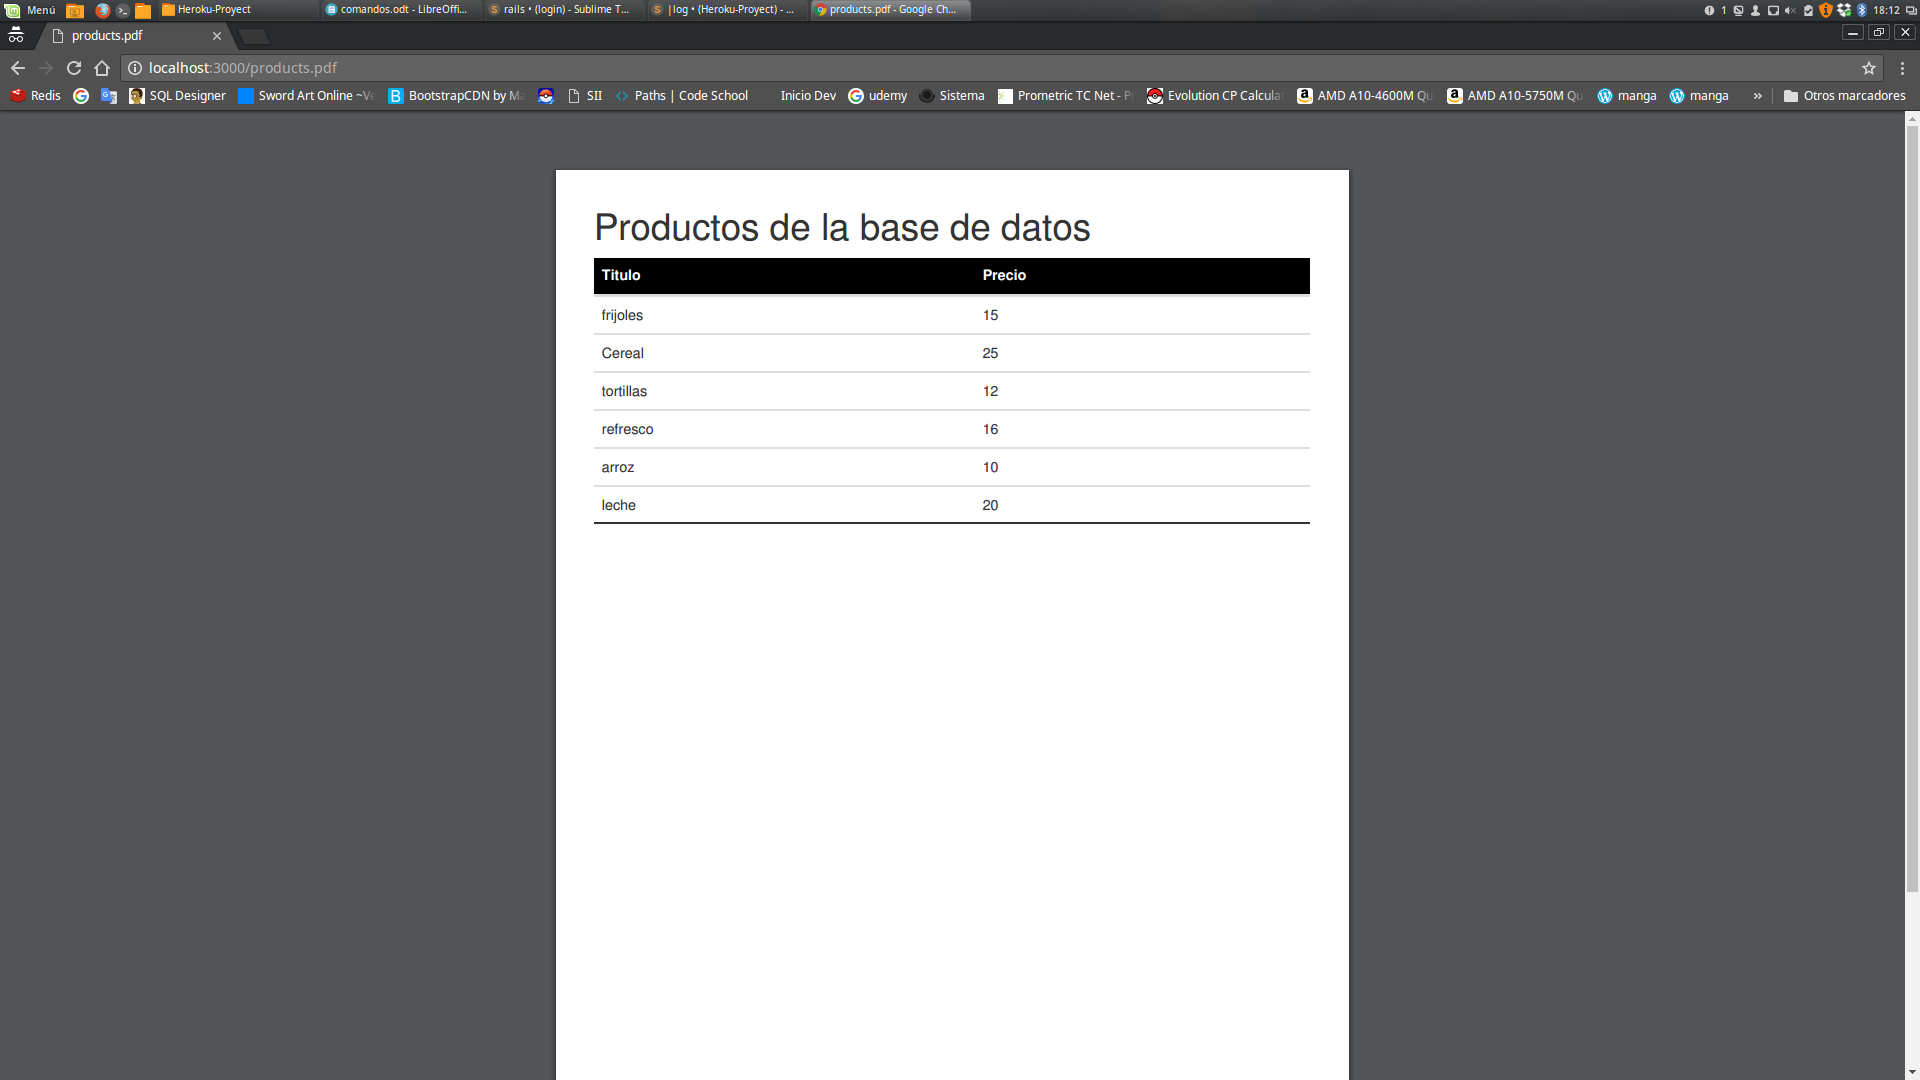 Menú Heroku-Proyect comandos.odt - LibreOffi... rails • (login) - Sublime T... |log • (Heroku-Proyect) - ... products.pdf - Google Ch... 1 18:12
products.pdf
localhost:3000/products.pdf
Redis SQL Designer Sword Art Online ~Ve BootstrapCDN by Ma SII Paths | Code School Inicio Dev udemy Sistema Prometric TC Net - P Evolution CP Calcula AMD A10-4600M Qu AMD A10-5750M Qu manga manga » Otros marcadores
Productos de la base de datos
Titulo Precio
frijoles 15
Cereal 25
tortillas 12
refresco 16
arroz 10
leche 20